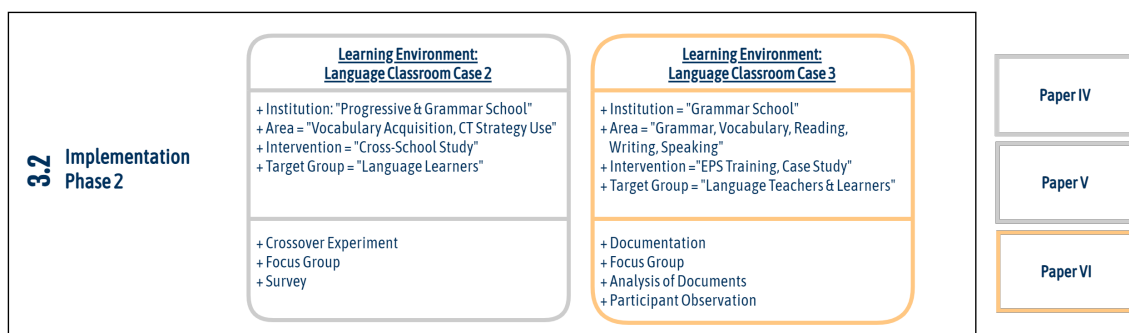 3.2
Implementation
Phase 2
Learning Environment:
Language Classroom Case 2
+ Institution: "Progressive & Grammar School"
+ Area = "Vocabulary Acquisition, CT Strategy Use"
+ Intervention = "Cross-School Study"
+ Target Group = "Language Learners"
+ Crossover Experiment
+ Focus Group
+ Survey
Learning Environment:
Language Classroom Case 3
+ Institution = "Grammar School"
+ Area = "Grammar, Vocabulary, Reading,
Writing, Speaking"
+ Intervention ="EPS Training, Case Study"
+ Target Group = "Language Teachers & Learners"
+ Documentation
+ Focus Group
+ Analysis of Documents
+ Participant Observation
Paper IV
Paper V
Paper VI